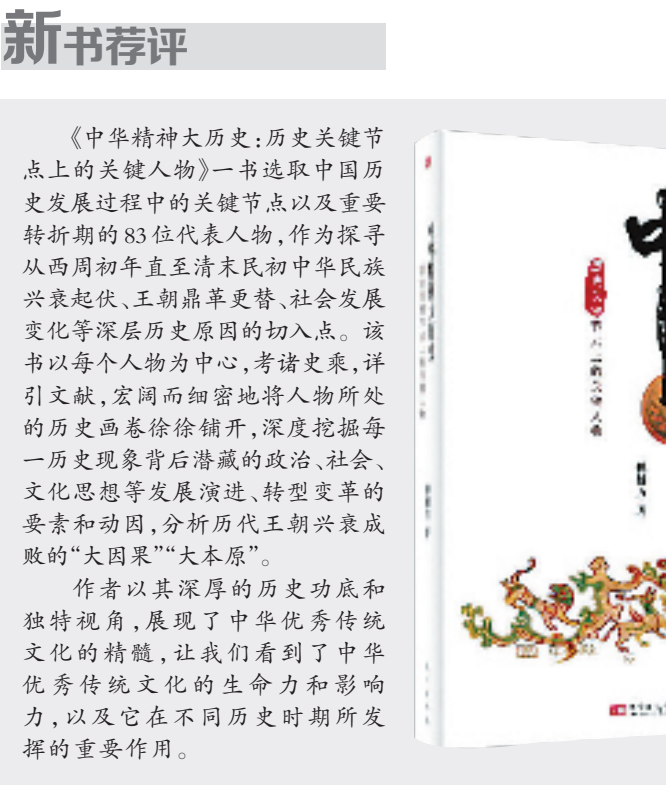 新书荐评
《中华精神大历史:历史关键节
点上的关键人物》一书选取中国历
史发展过程中的关键节点以及重要
转折期的83位代表人物,作为探寻
从西周初年直至清末民初中华民族
兴衰起伏、王朝鼎革更替、社会发展
变化等深层历史原因的切入点。该
书以每个人物为中心,考诸史乘,详
引文献,宏阔而细密地将人物所处
的历史画卷徐徐铺开,深度挖掘每
一历史现象背后潜藏的政治、社会、
文化思想等发展演进、转型变革的
要素和动因,分析历代王朝兴衰成
败的“大因果”“大本原”。
作者以其深厚的历史功底和
独特视角,展现了中华优秀传统
文化的精髓,让我们看到了中华
优秀传统文化的生命力和影响
力,以及它在不同历史时期所发
挥的重要作用。
中